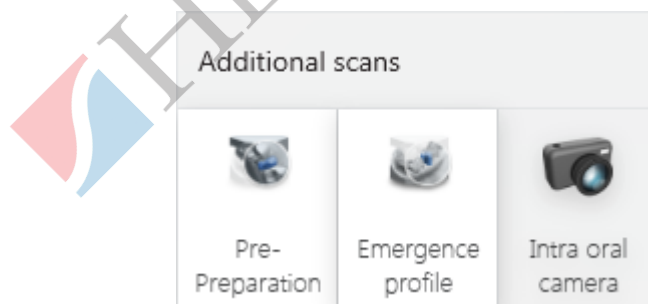 Additional scans
Pre-
Preparation
Emergence
profile
Intra oral
camera